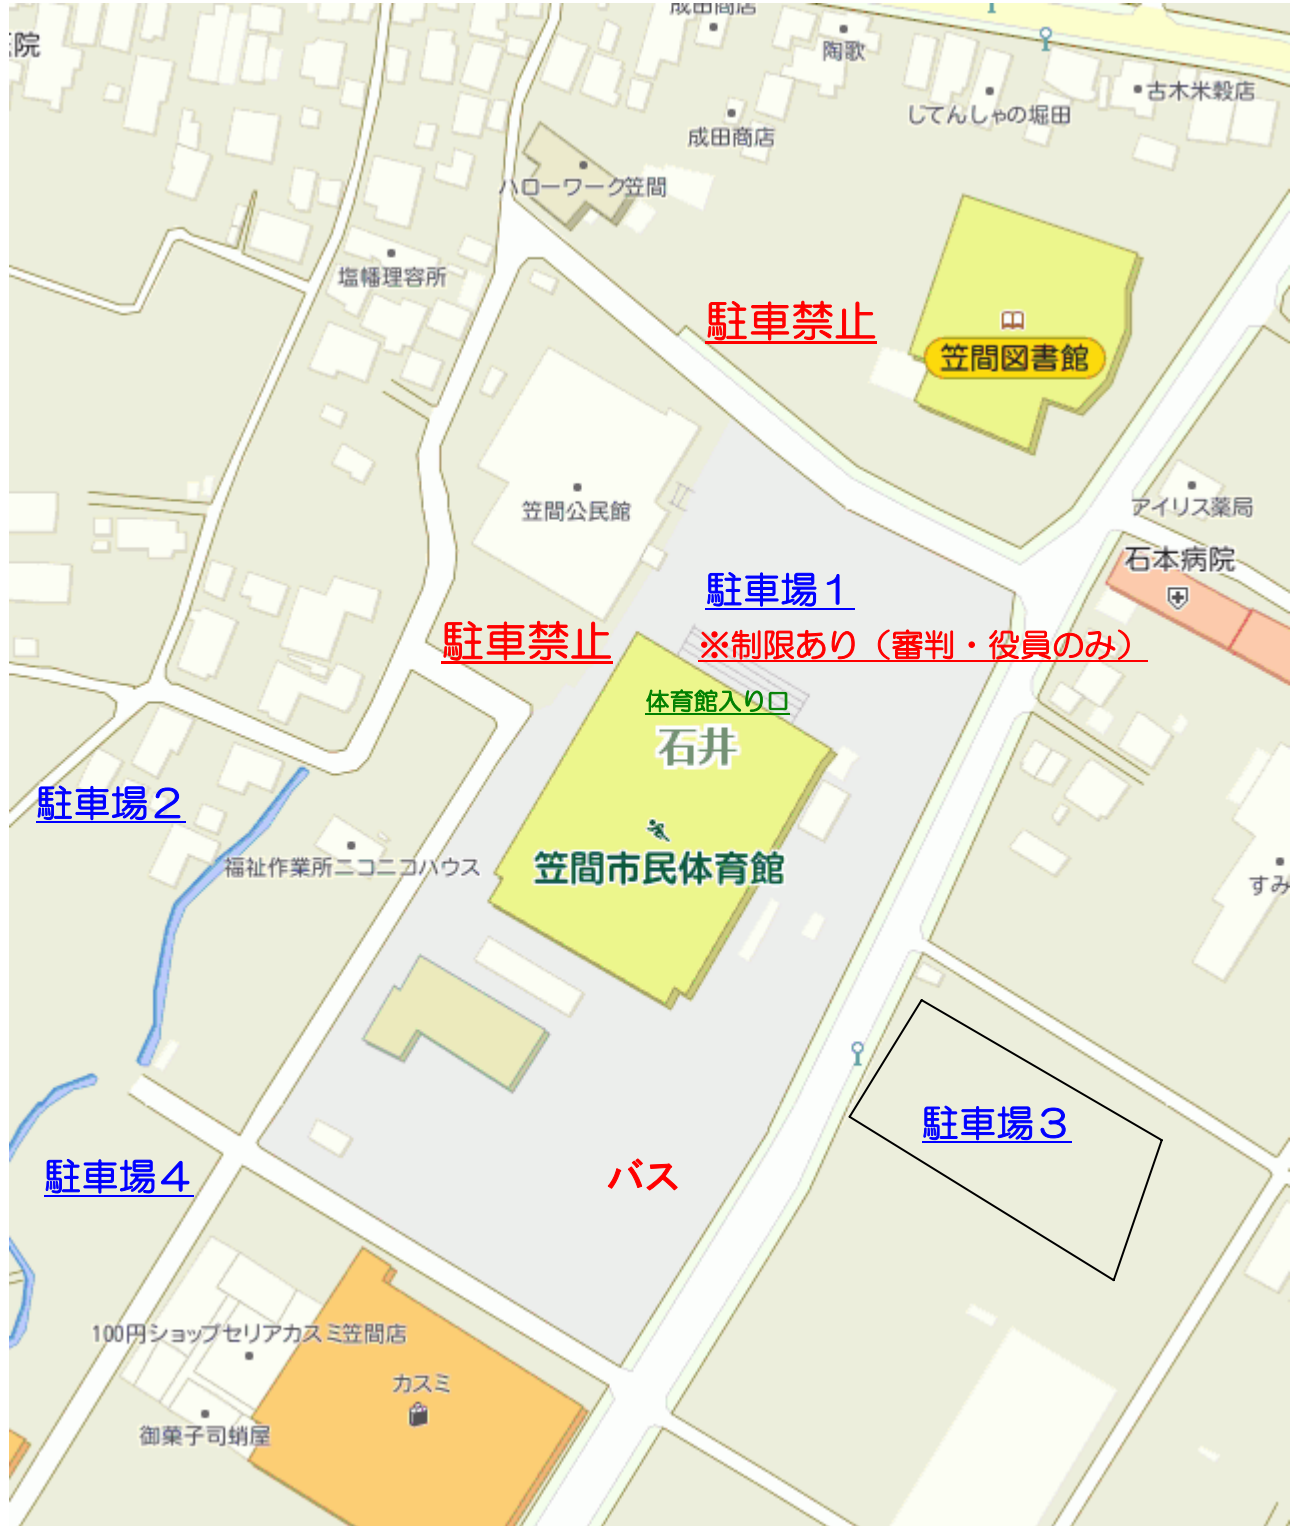 成田商店
院
陶歌
古木米穀店
してんしゃの堀田
成田商店
ハローワーク笠間
塩幡理容所
駐車禁止
笠間図書館
笠間公民館
アイリス薬局
石本病院
駐車場１
駐車禁止
※制限あり（審判・役員のみ）
体育館入り口
石井
駐車場２
福祉作業所ニコニコハウス
笠間市民体育館
すみ
駐車場３
駐車場４
バス
100円ショップセリアカスミ笠間店
カスミ
御菓子司蛸屋